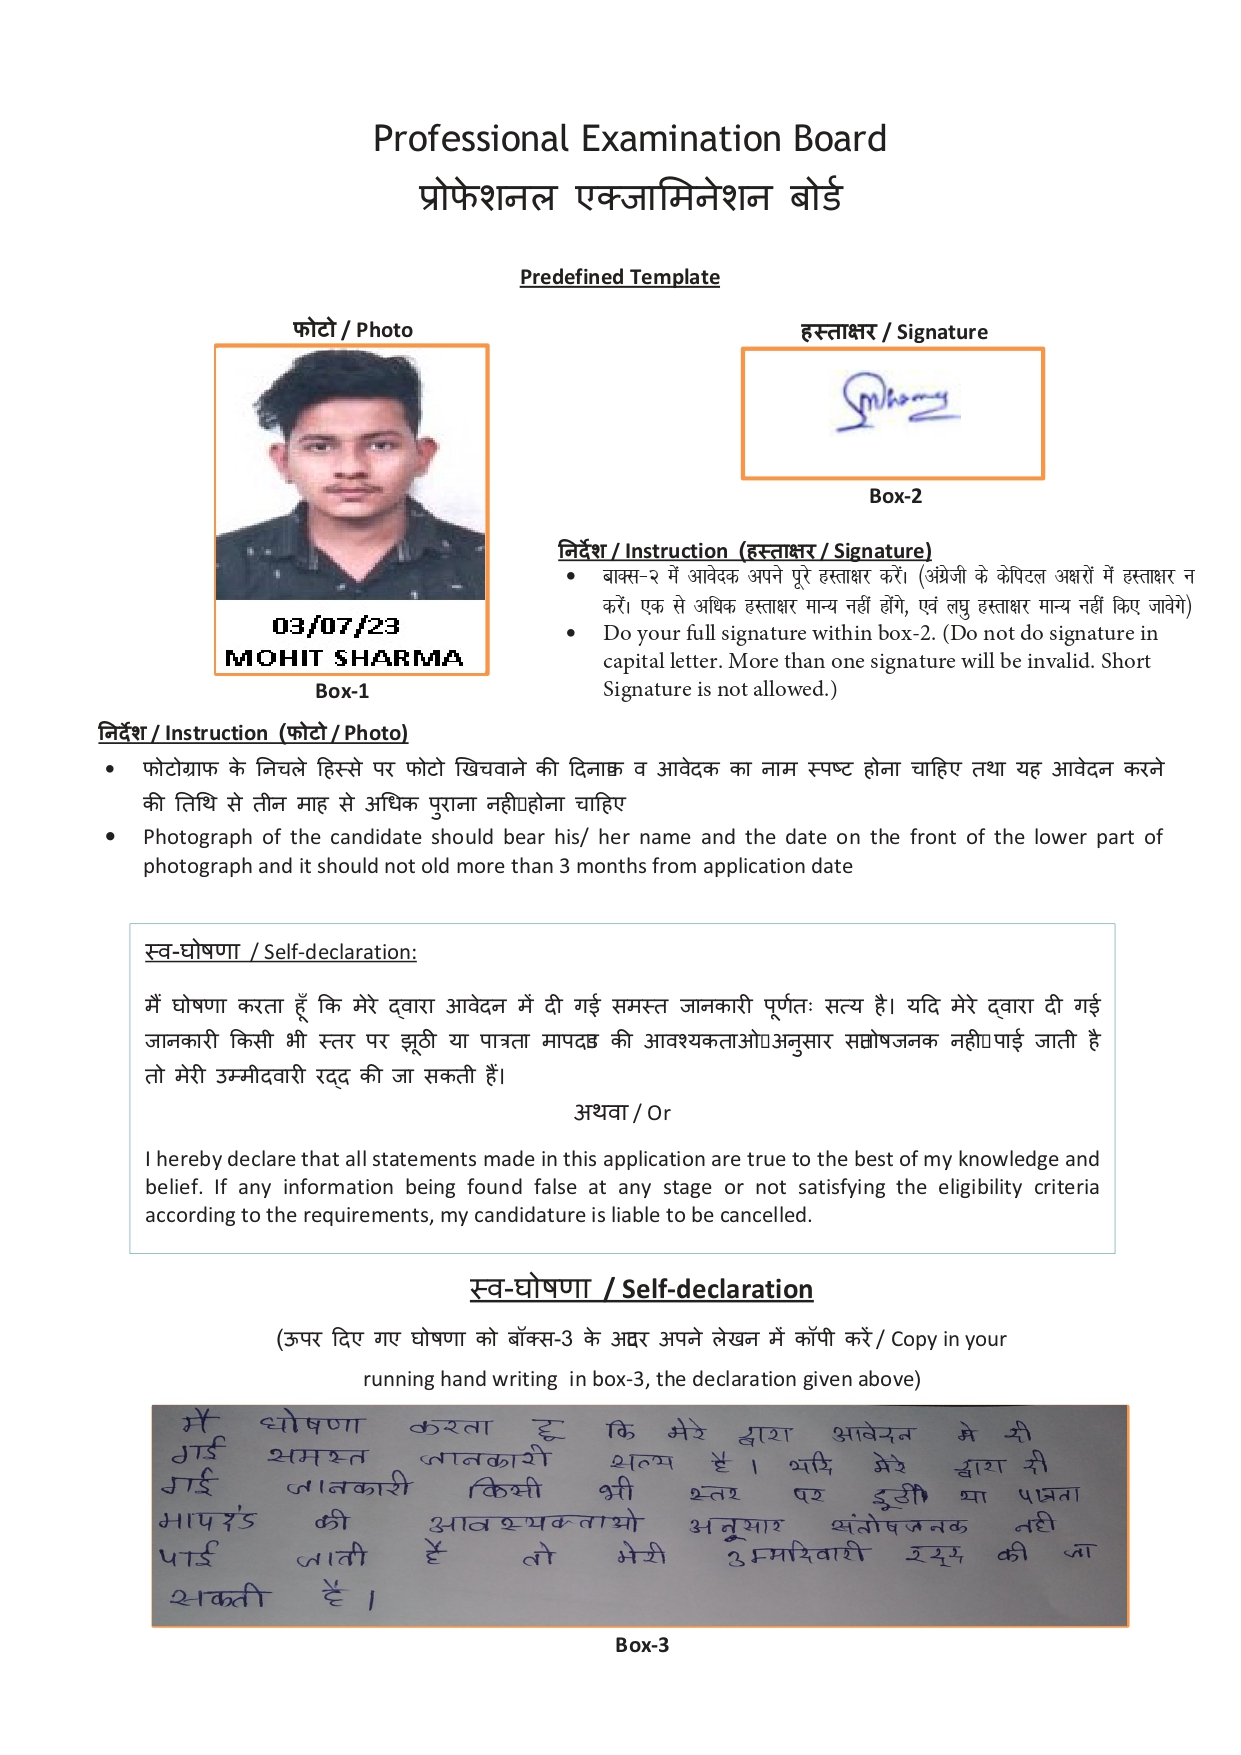 Professional Examination Board
प्रोफेशनल एक्जामिनेशन बोर्ड
Predefined Template
फोटो / Photo
हस्ताक्षर / Signature
03/07/23
MOHIT SHARMA
Box-1
Box-2
निर्देश / Instruction (हस्ताक्षर / Signature)
• बाक्स-२ में आवेदक अपने पूरे हस्ताक्षर करें। (अंग्रेजी के केपिटल अक्षरों में हस्ताक्षर न
करें। एक से अधिक हस्ताक्षर मान्य नहीं होंगे, एवं लघु हस्ताक्षर मान्य नहीं किए जावेगे)
• Do your full signature within box-2. (Do not do signature in
capital letter. More than one signature will be invalid. Short
Signature is not allowed.)
निर्देश / Instruction (फोटो / Photo)
• फोटोग्राफ के निचले हिस्से पर फोटो खिचवाने की दिनाक व आवेदक का नाम स्पष्ट होना चाहिए तथा यह आवेदन करने
की तिथि से तीन माह से अधिक पुराना नही होना चाहिए
• Photograph of the candidate should bear his/ her name and the date on the front of the lower part of
photograph and it should not old more than 3 months from application date
स्व-घोषणा / Self-declaration:
मैं घोषणा करता हूँ कि मेरे द्वारा आवेदन में दी गई समस्त जानकारी पूर्णतः सत्य है। यदि मेरे द्वारा दी गई
जानकारी किसी भी स्तर पर झूठी या पात्रता मापदड की आवश्यकताओ अनुसार सतोषजनक नही पाई जाती है
तो मेरी उम्मीदवारी रद्द की जा सकती हैं।
अथवा / Or
I hereby declare that all statements made in this application are true to the best of my knowledge and
belief. If any information being found false at any stage or not satisfying the eligibility criteria
according to the requirements, my candidature is liable to be cancelled.
स्व-घोषणा / Self-declaration
(ऊपर दिए गए घोषणा को बॉक्स-3 के अदर अपने लेखन में कॉपी करें / Copy in your
running hand writing in box-3, the declaration given above)
मै घोषणा करता हू कि मेरे द्वारा आवेदन मे दी
गई समस्त जानकारी सत्य है । यदि मेरे द्वारा दी
गई जानकारी किसी भी स्तर पर झूठी या पात्रता
मापदंड की आवश्यकताओ अनुसार संतोषजनक नही
पाई जाती है तो मेरी उम्मदिवारी रद्द की जा
सकती है ।
Box-3